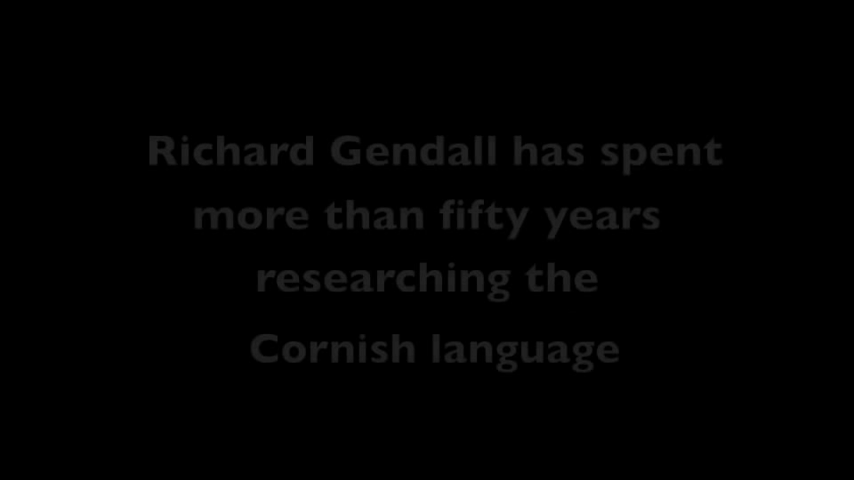 Richard Gendall has spent
more than fifty years
researching the
Cornish language